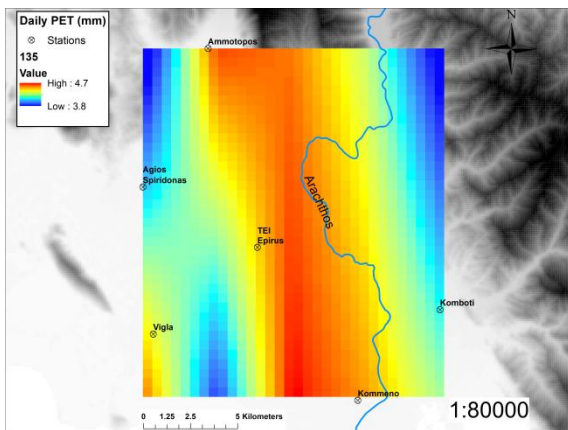 Daily PET (mm)
Stations
135
Value
High : 4.7
Low : 3.8
Ammotopos
N
Agios
Spiridonas
Arachthos
TEI
Epirus
Komboti
Vigla
Kommeno
0 1.25 2.5 5 Kilometers
1:80000